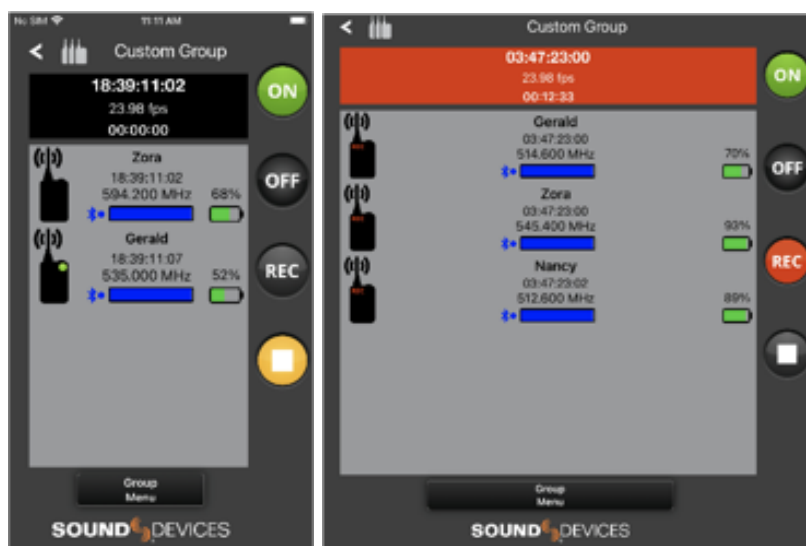 No SIM 11:11 AM
Custom Group
18:39:11:02
23.98 fps
00:00:00
ON
Zora
18:39:11:02
594.200 MHz 68%
OFF
Gerald
18:39:11:07
535.000 MHz 52%
REC
Group
Menu
SOUND DEVICES
Custom Group
03:47:23:00
23.98 fps
00:12:33
ON
Gerald
03:47:23:00
514.600 MHz 70%
REC
OFF
Zora
03:47:23:00
545.400 MHz 93%
REC
Nancy
03:47:23:02
512.600 MHz 89%
REC
REC
Group
Menu
SOUND DEVICES